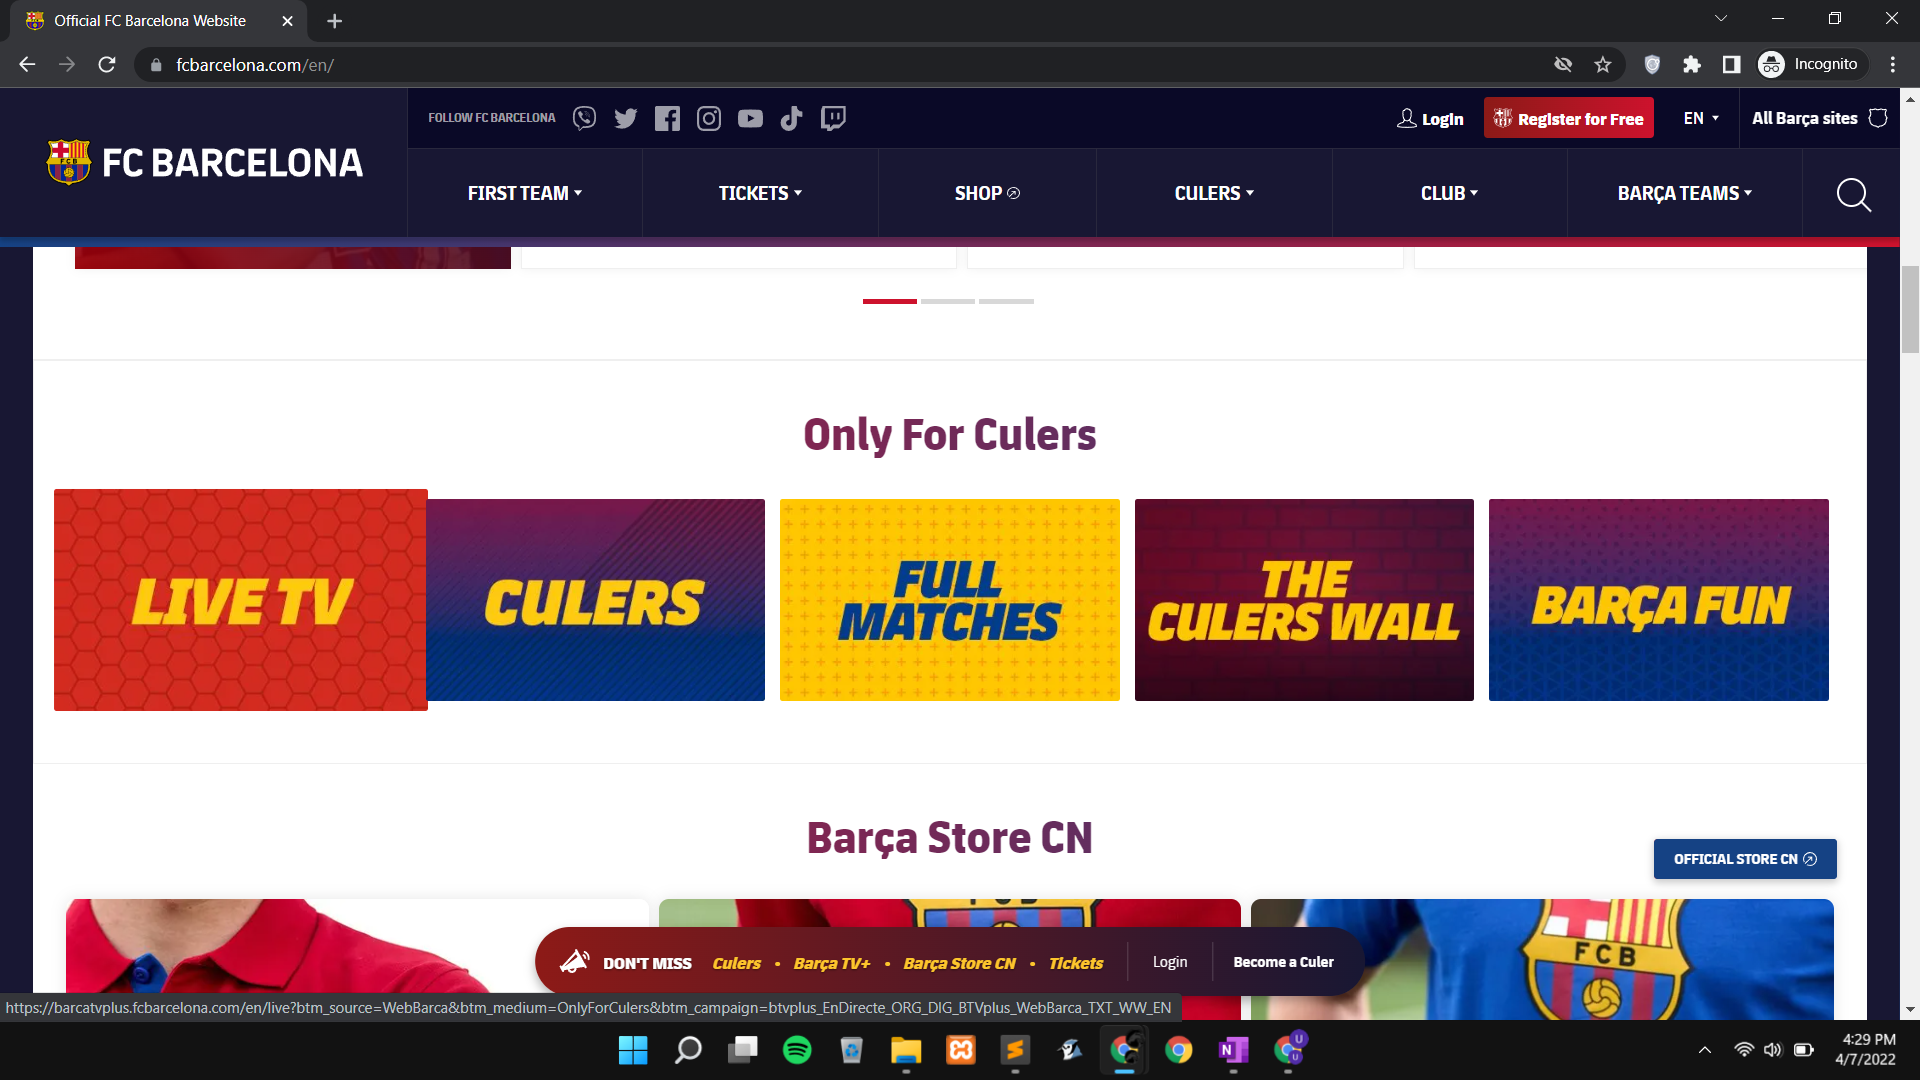 Official FC Barcelona Website
fcbarcelona.com/en/
Incognito
FOLLOW FC BARCELONA
Login
Register for Free
EN
All Barça sites
FC BARCELONA
FIRST TEAM
TICKETS
SHOP
CULERS
CLUB
BARÇA TEAMS
Only For Culers
LIVE TV
CULERS
FULL
MATCHES
THE
CULERS WALL
BARÇA FUN
Barça Store CN
OFFICIAL STORE CN
FCB
DON'T MISS
Culers • Barça TV+ • Barça Store CN • Tickets
Login
Become a Culer
https://barcatvplus.fcbarcelona.com/en/live?btm_source=WebBarca&btm_medium=OnlyForCulers&btm_campaign=btvplus_EnDirecte_ORG_DIG_BTVplus_WebBarca_TXT_WW_EN
4:29 PM
4/7/2022